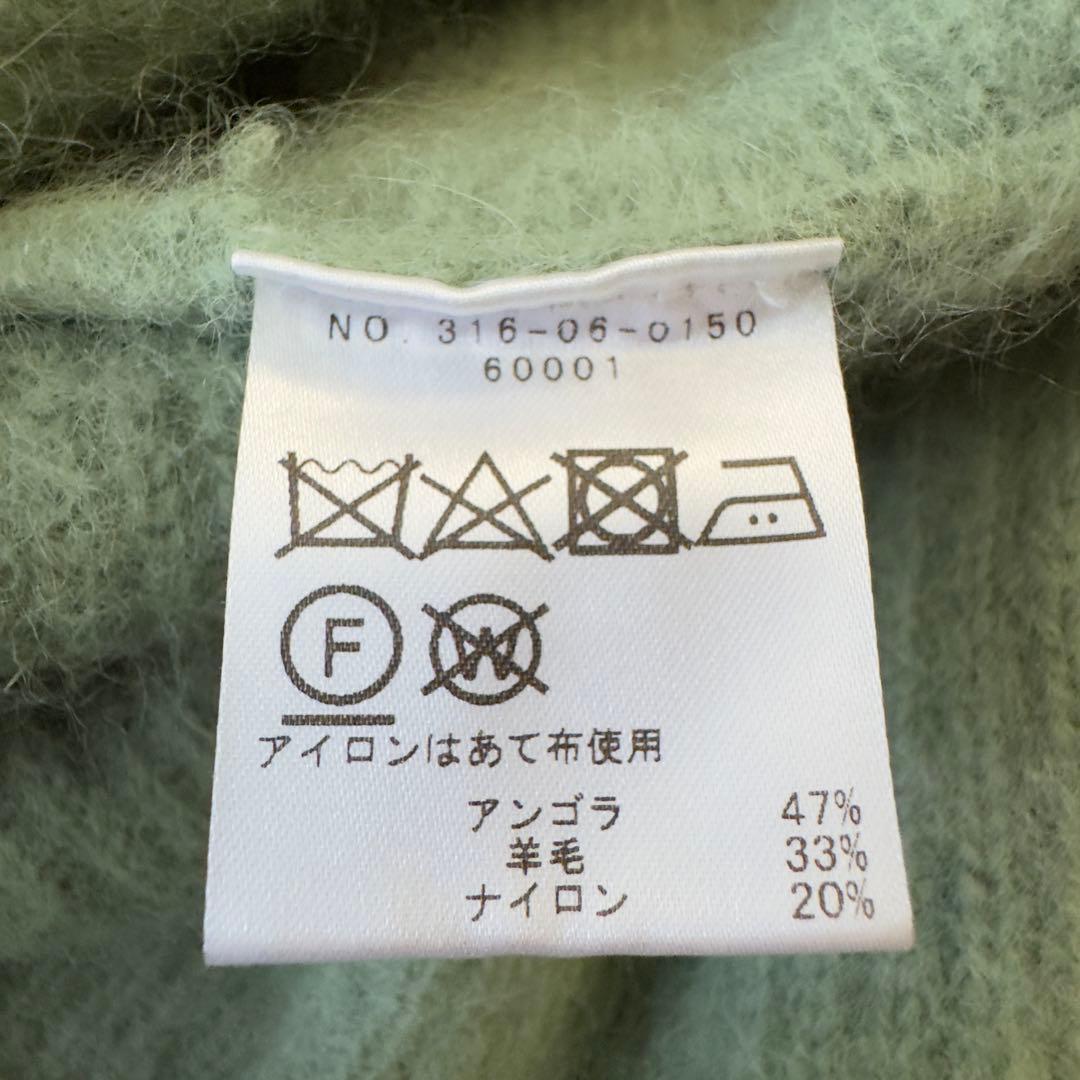 NO. 316-06-0150
60001
F
W
アイロンはあて布使用
アンゴラ 47%
羊毛 33%
ナイロン 20%